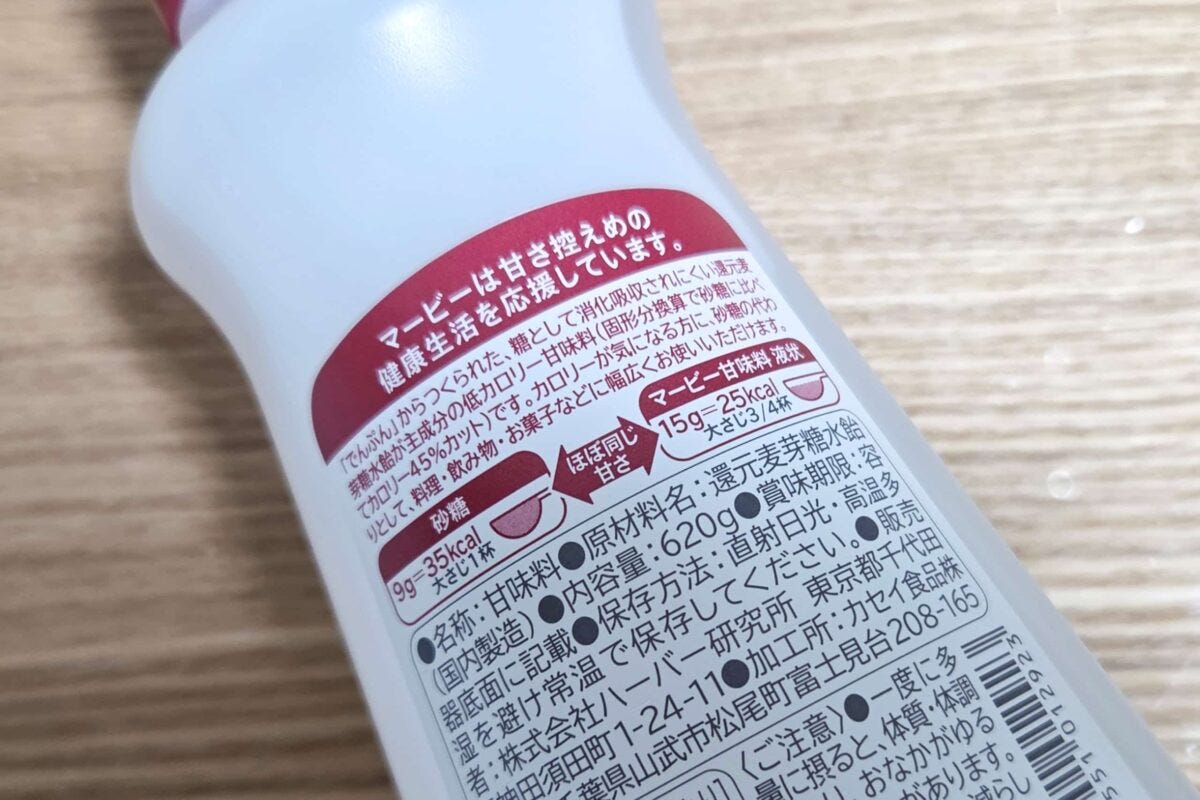 マービーは甘さ控えめの
健康生活を応援しています。
「でんぷん」からつくられた、糖として消化吸収されにくい還元麦
芽糖水飴が主成分の低カロリー甘味料(固形分換算で砂糖に比べ
てカロリー45%カット)です。カロリーが気になる方に、砂糖の代わ
りとして、料理・飲み物・お菓子などに幅広くお使いいただけます。
砂糖
9g=35kcal
大さじ1杯
ほぼ同じ
甘さ
マービー甘味料 液状
15g=25kcal
大さじ3/4杯
●名称:甘味料●原材料名:還元麦芽糖水飴
(国内製造)●内容量:620g●賞味期限:容
器底面に記載●保存方法:直射日光・高温多
湿を避け常温で保存してください。●販売
者:株式会社ハーバー研究所 東京都千代田
神田須田町1-24-11●加工所:カセイ食品株
千葉県山武市松尾町富士見台208-165
〈ご注意〉●一度に多
量に摂ると、体質・体調
おなかがゆる
があります。
減らし